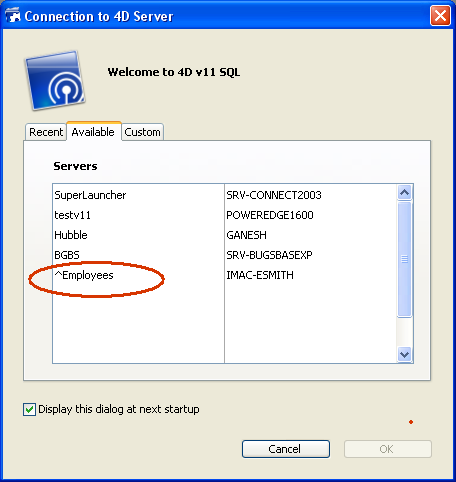 Connection to 4D Server
Welcome to 4D v11 SQL
Recent Available Custom
Servers
SuperLauncher SRV-CONNECT2003
testv11 POWEREDGE1600
Hubble GANESH
BGBS SRV-BUGSBASEXP
^Employees IMAC-ESMITH
Display this dialog at next startup
Cancel OK